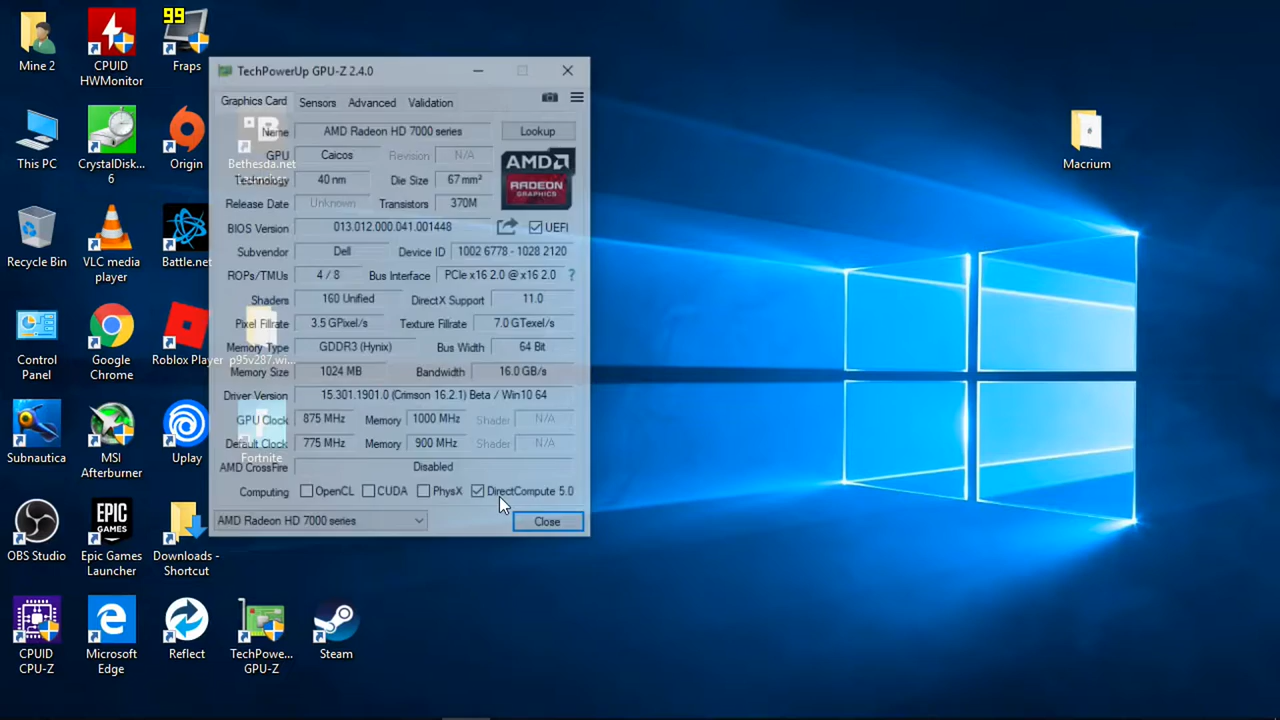 99
Mine 2
CPUID
HWMonitor
Fraps
This PC
CrystalDisk...
6
Origin
Bethesda.net
Recycle Bin
VLC media
player
Battle.net
Control
Panel
Google
Chrome
Roblox Player
p95v287.wi...
Subnautica
MSI
Afterburner
Uplay
Fortnite
OBS Studio
EPIC
GAMES
Epic Games
Launcher
Downloads -
Shortcut
CPUID
CPU-Z
Microsoft
Edge
Reflect
TechPowe...
GPU-Z
Steam
Macrium
TechPowerUp GPU-Z 2.4.0
Graphics Card Sensors Advanced Validation
Name AMD Radeon HD 7000 series Lookup
GPU Caicos Revision N/A
AMD
RADEON
GRAPHICS
Technology 40 nm Die Size 67 mm²
Release Date Unknown Transistors 370M
BIOS Version 013.012.000.041.001448 UEFI
Subvendor Dell Device ID 1002 6778 - 1028 2120
ROPs/TMUs 4 / 8 Bus Interface PCIe x16 2.0 @ x16 2.0 ?
Shaders 160 Unified DirectX Support 11.0
Pixel Fillrate 3.5 GPixel/s Texture Fillrate 7.0 GTexel/s
Memory Type GDDR3 (Hynix) Bus Width 64 Bit
Memory Size 1024 MB Bandwidth 16.0 GB/s
Driver Version 15.301.1901.0 (Crimson 16.2.1) Beta / Win10 64
GPU Clock 875 MHz Memory 1000 MHz Shader N/A
Default Clock 775 MHz Memory 900 MHz Shader N/A
AMD CrossFire Disabled
Computing OpenCL CUDA PhysX DirectCompute 5.0
AMD Radeon HD 7000 series Close